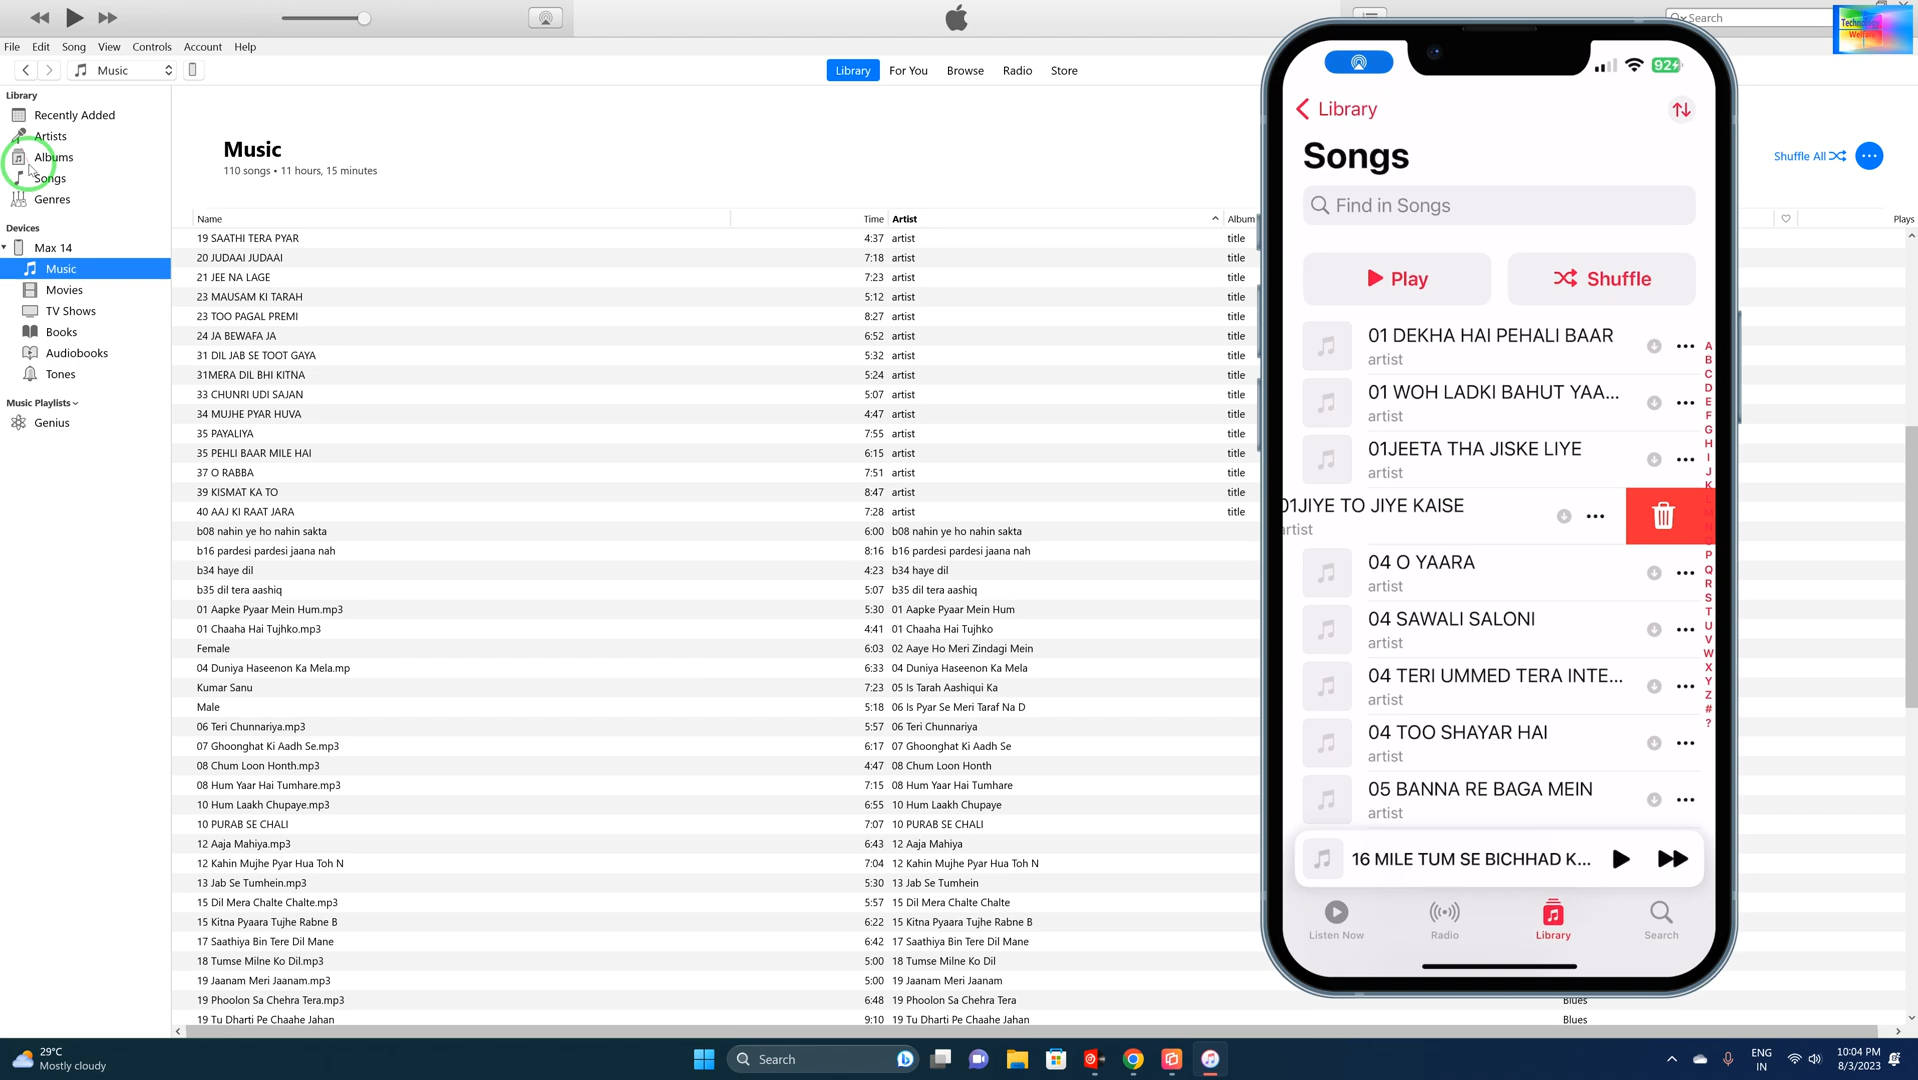 Search
Technology
Welfare
File Edit Song View Controls Account Help
Music
Library For You Browse Radio Store
Library
Recently Added
Artists
Albums
Songs
Genres
Devices
Max 14
Music
Movies
TV Shows
Books
Audiobooks
Tones
Music Playlists
Genius
Music
110 songs • 11 hours, 15 minutes
Shuffle All
Name Time Artist Album Plays
19 SAATHI TERA PYAR 4:37 artist title
20 JUDAAI JUDAAI 7:18 artist title
21 JEE NA LAGE 7:23 artist title
23 MAUSAM KI TARAH 5:12 artist title
23 TOO PAGAL PREMI 8:27 artist title
24 JA BEWAFA JA 6:52 artist title
31 DIL JAB SE TOOT GAYA 5:32 artist title
31MERA DIL BHI KITNA 5:24 artist title
33 CHUNRI UDI SAJAN 5:07 artist title
34 MUJHE PYAR HUVA 4:47 artist title
35 PAYALIYA 7:55 artist title
35 PEHLI BAAR MILE HAI 6:15 artist title
37 O RABBA 7:51 artist title
39 KISMAT KA TO 8:47 artist title
40 AAJ KI RAAT JARA 7:28 artist title
b08 nahin ye ho nahin sakta 6:00 b08 nahin ye ho nahin sakta
b16 pardesi pardesi jaana nah 8:16 b16 pardesi pardesi jaana nah
b34 haye dil 4:23 b34 haye dil
b35 dil tera aashiq 5:07 b35 dil tera aashiq
01 Aapke Pyaar Mein Hum.mp3 5:30 01 Aapke Pyaar Mein Hum
01 Chaaha Hai Tujhko.mp3 4:41 01 Chaaha Hai Tujhko
Female 6:03 02 Aaye Ho Meri Zindagi Mein
04 Duniya Haseenon Ka Mela.mp 6:33 04 Duniya Haseenon Ka Mela
Kumar Sanu 7:23 05 Is Tarah Aashiqui Ka
Male 5:18 06 Is Pyar Se Meri Taraf Na D
06 Teri Chunnariya.mp3 5:57 06 Teri Chunnariya
07 Ghoonghat Ki Aadh Se.mp3 6:17 07 Ghoonghat Ki Aadh Se
08 Chum Loon Honth.mp3 4:47 08 Chum Loon Honth
08 Hum Yaar Hai Tumhare.mp3 7:15 08 Hum Yaar Hai Tumhare
10 Hum Laakh Chupaye.mp3 6:55 10 Hum Laakh Chupaye
10 PURAB SE CHALI 7:07 10 PURAB SE CHALI
12 Aaja Mahiya.mp3 6:43 12 Aaja Mahiya
12 Kahin Mujhe Pyar Hua Toh N 7:04 12 Kahin Mujhe Pyar Hua Toh N
13 Jab Se Tumhein.mp3 5:30 13 Jab Se Tumhein
15 Dil Mera Chalte Chalte.mp3 5:57 15 Dil Mera Chalte Chalte
15 Kitna Pyaara Tujhe Rabne B 6:22 15 Kitna Pyaara Tujhe Rabne B
17 Saathiya Bin Tere Dil Mane 6:42 17 Saathiya Bin Tere Dil Mane
18 Tumse Milne Ko Dil.mp3 5:00 18 Tumse Milne Ko Dil
19 Jaanam Meri Jaanam.mp3 5:00 19 Jaanam Meri Jaanam
19 Phoolon Sa Chehra Tera.mp3 6:48 19 Phoolon Sa Chehra Tera Blues
19 Tu Dharti Pe Chaahe Jahan 9:10 19 Tu Dharti Pe Chaahe Jahan Blues
92
Library
Songs
Find in Songs
Play
Shuffle
01 DEKHA HAI PEHALI BAAR
artist
01 WOH LADKI BAHUT YAA...
artist
01JEETA THA JISKE LIYE
artist
01JIYE TO JIYE KAISE
artist
04 O YAARA
artist
04 SAWALI SALONI
artist
04 TERI UMMED TERA INTE...
artist
04 TOO SHAYAR HAI
artist
05 BANNA RE BAGA MEIN
artist
A
B
C
D
E
F
G
H
I
J
K
P
Q
R
S
T
U
V
W
X
Y
Z
#
?
16 MILE TUM SE BICHHAD K...
Listen Now Radio Library Search
29°C
Mostly cloudy
Search
ENG
IN
10:04 PM
8/3/2023